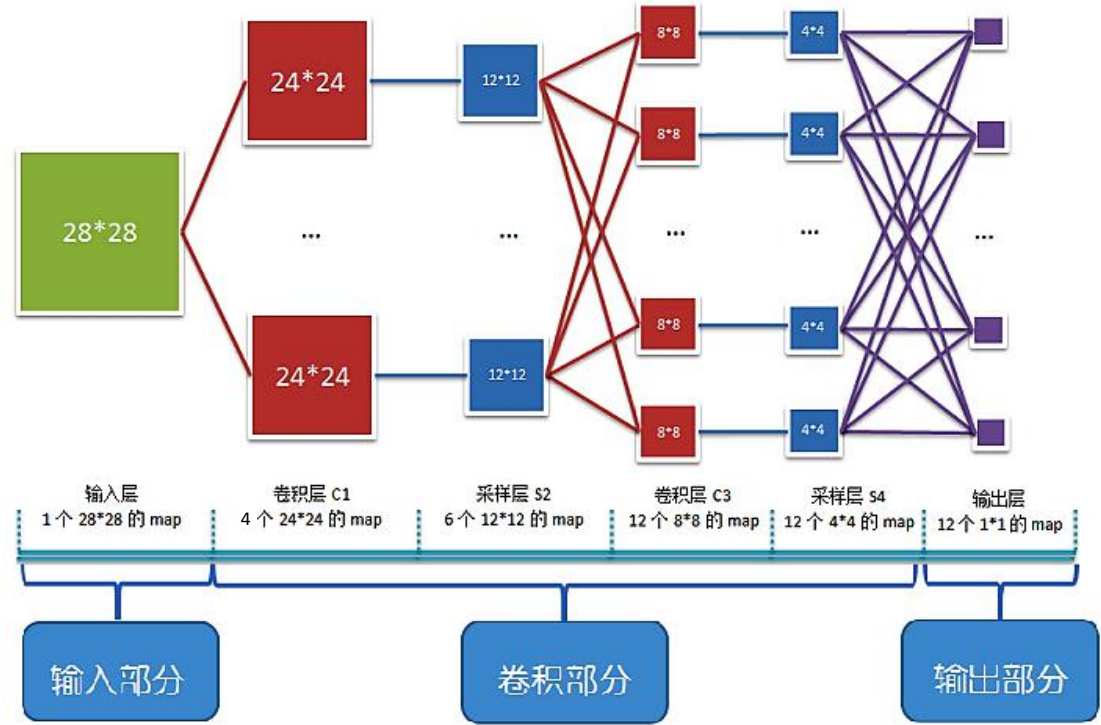 28*28
24*24
...
24*24
12*12
...
12*12
8*8
8*8
...
8*8
8*8
4*4
4*4
...
4*4
4*4
...
输入层
1 个 28*28 的 map
卷积层 C1
4 个 24*24 的 map
采样层 S2
6 个 12*12 的 map
卷积层 C3
12 个 8*8 的 map
采样层 S4
12 个 4*4 的 map
输出层
12 个 1*1 的 map
输入部分
卷积部分
输出部分